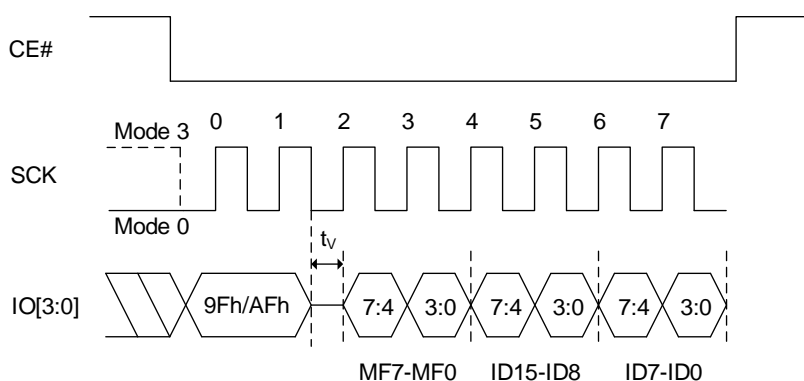 CE#
Mode 3 0 1 2 3 4 5 6 7
SCK
Mode 0
tV
IO[3:0] 9Fh/AFh 7:4 3:0 7:4 3:0 7:4 3:0
MF7-MF0 ID15-ID8 ID7-ID0